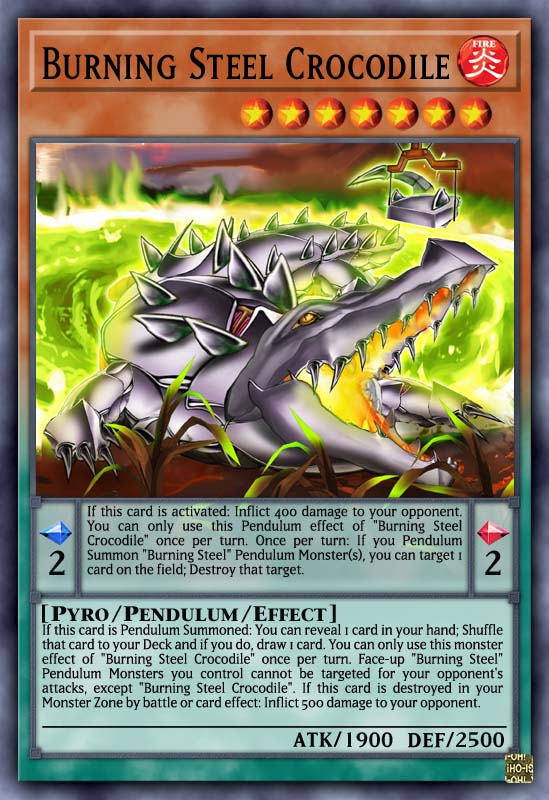 BURNING STEEL CROCODILE
FIRE
炎
If this card is activated: Inflict 400 damage to your opponent.
You can only use this Pendulum effect of "Burning Steel
Crocodile" once per turn. Once per turn: If you Pendulum
Summon "Burning Steel" Pendulum Monster(s), you can target 1
card on the field; Destroy that target.
2
2
[PYRO/PENDULUM/EFFECT]
If this card is Pendulum Summoned: You can reveal 1 card in your hand; Shuffle
that card to your Deck and if you do, draw 1 card. You can only use this monster
effect of "Burning Steel Crocodile" once per turn. Face-up "Burning Steel"
Pendulum Monsters you control cannot be targeted for your opponent's
attacks, except "Burning Steel Crocodile". If this card is destroyed in your
Monster Zone by battle or card effect: Inflict 500 damage to your opponent.
ATK/1900 DEF/2500